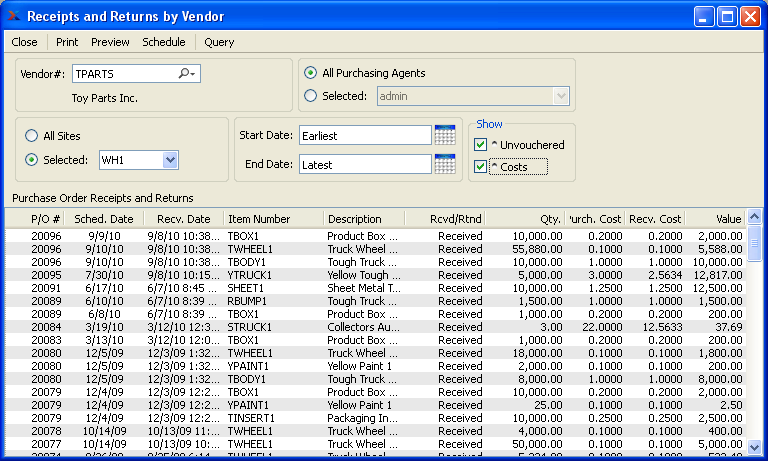 Receipts and Returns by Vendor
Close Print Preview Schedule Query
Vendor#: TPARTS
Toy Parts Inc.
All Purchasing Agents
Selected: admin
All Sites
Selected: WH1
Start Date: Earliest
End Date: Latest
Show
^ Unvouchered
^ Costs
Purchase Order Receipts and Returns
P/O # Sched. Date Recv. Date Item Number Description Rcvd/Rtnd Qty. 'urch. Cost Recv. Cost Value
20096 9/9/10 9/8/10 10:38... TBOX1 Product Box ... Received 10,000.00 0.2000 0.2000 2,000.00
20096 9/10/10 9/8/10 10:38... TWHEEL1 Truck Wheel ... Received 55,880.00 0.1000 0.1000 5,588.00
20096 9/10/10 9/8/10 10:38... TBODY1 Tough Truck ... Received 10,000.00 1.0000 1.0000 10,000.00
20095 7/30/10 9/8/10 10:15... YTRUCK1 Yellow Tough ... Received 5,000.00 3.0000 2.5634 12,817.00
20091 6/17/10 6/7/10 8:45 ... SHEET1 Sheet Metal T... Received 10,000.00 1.2500 1.2500 12,500.00
20089 6/10/10 6/7/10 8:39 ... RBUMP1 Tough Truck ... Received 1,500.00 1.0000 1.0000 1,500.00
20089 6/8/10 6/7/10 8:39 ... TBOX1 Product Box ... Received 1,000.00 0.2000 0.2000 200.00
20084 3/19/10 3/12/10 12:3... STRUCK1 Collectors Au... Received 3.00 22.0000 12.5633 37.69
20083 3/13/10 3/12/10 12:0... TBOX1 Product Box ... Received 1,000.00 0.2000 0.2000 200.00
20080 12/5/09 12/3/09 1:32... TWHEEL1 Truck Wheel ... Received 18,000.00 0.1000 0.1000 1,800.00
20080 12/5/09 12/3/09 1:32... YPAINT1 Yellow Paint 1 Received 2,000.00 0.1000 0.1000 200.00
20080 12/5/09 12/3/09 1:32... TBODY1 Tough Truck ... Received 8,000.00 1.0000 1.0000 8,000.00
20079 12/4/09 12/3/09 12:2... TBOX1 Product Box ... Received 10,000.00 0.2000 0.2000 2,000.00
20079 12/4/09 12/3/09 12:2... YPAINT1 Yellow Paint 1 Received 25.00 0.1000 0.1000 2.50
20079 12/4/09 12/3/09 12:2... TINSERT1 Packaging In... Received 10,000.00 0.2500 0.2500 2,500.00
20078 10/14/09 10/13/09 11:... TWHEEL1 Truck Wheel ... Received 4,000.00 0.1000 0.1000 400.00
20077 10/14/09 10/13/09 10:... TWHEEL1 Truck Wheel ... Received 50,000.00 0.1000 0.1000 5,000.00